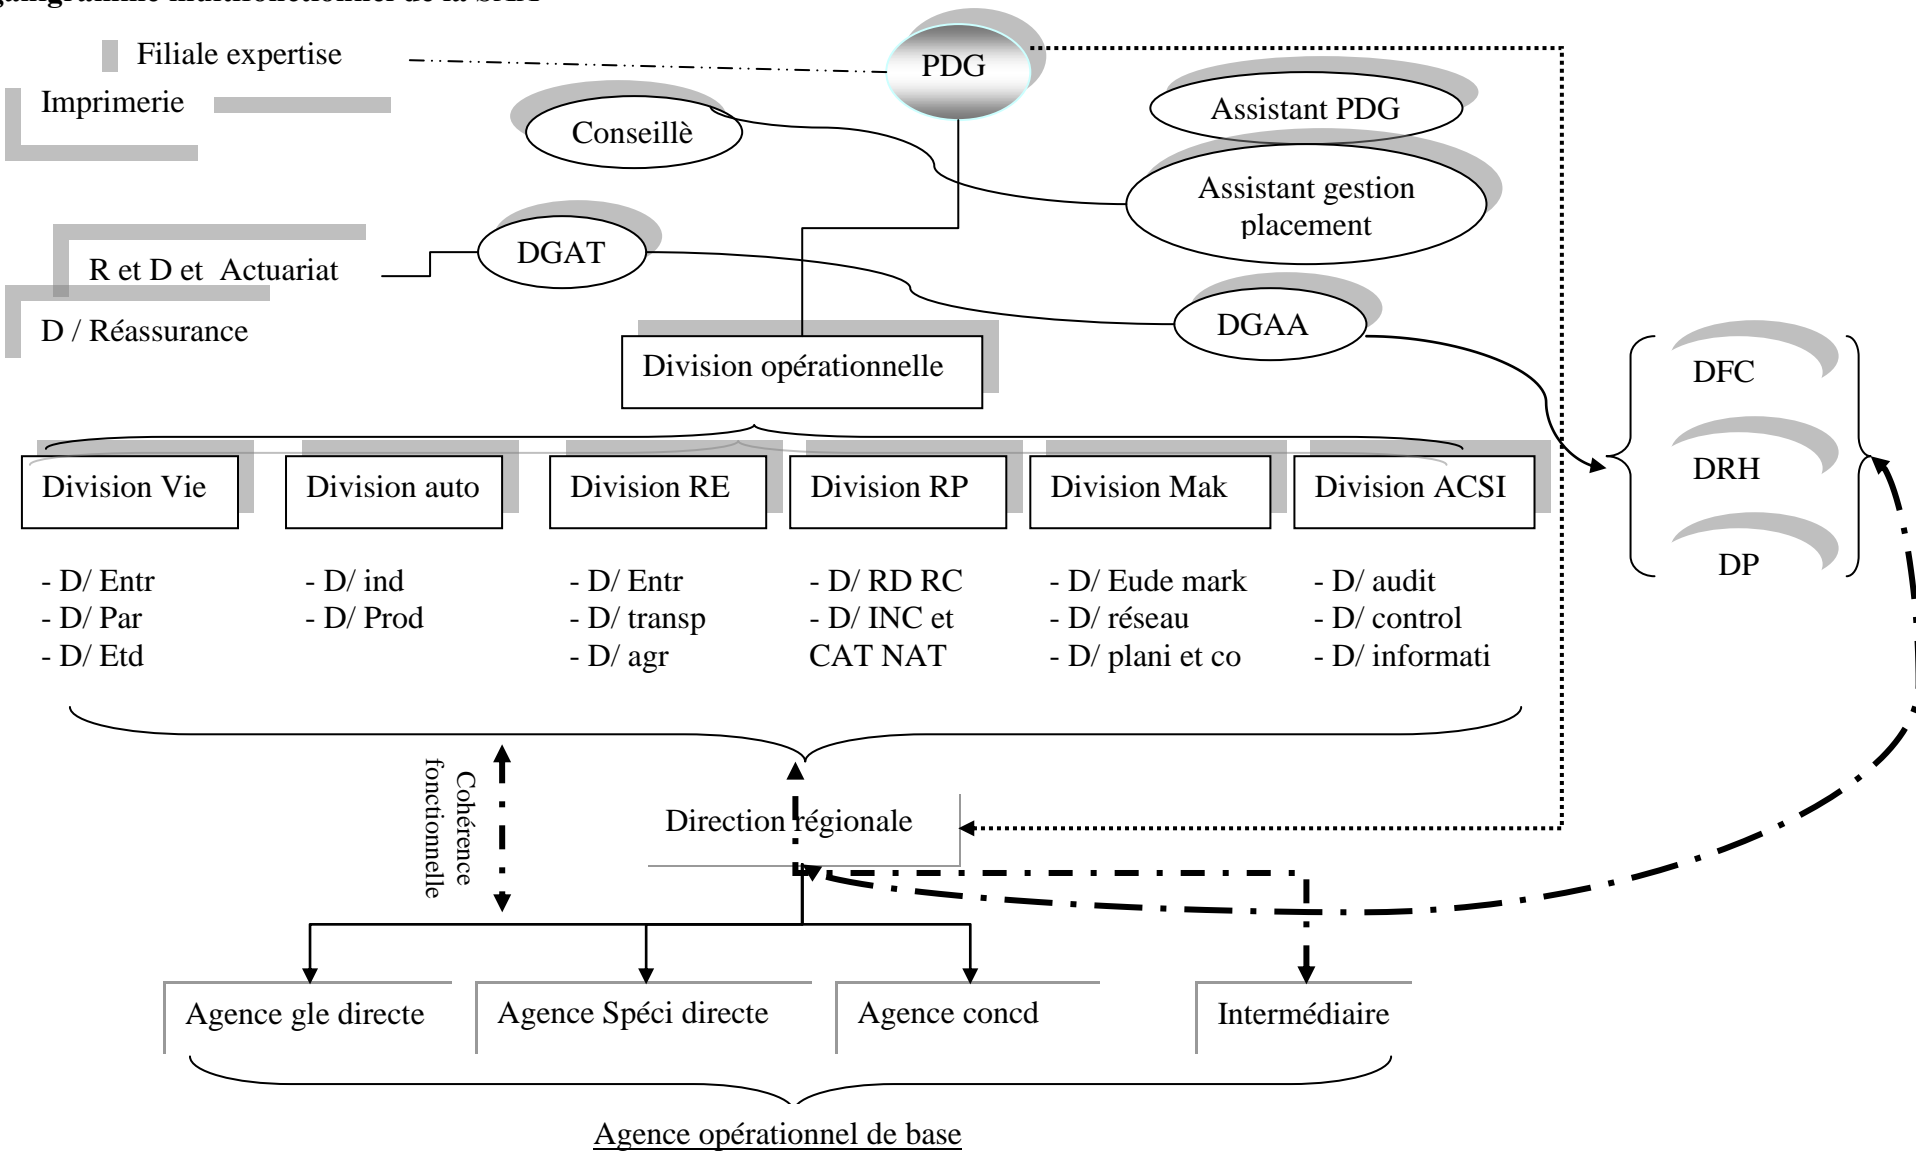 multifonctionnel de la
Filiale expertise
PDG
Imprimerie
Assistant PDG
Conseillè
Assistant gestion
placement
DGAT
R et D et Actuariat
DGAA
D / Réassurance
Division opérationnelle
DFC
DRH
DP
Division Vie
Division auto
Division RE
Division RP
Division Mak
Division ACSI
- D/ Entr
- D/ Par
- D/ Etd
- D/ ind
- D/ Prod
- D/ Entr
- D/ transp
- D/ agr
- D/ RD RC
- D/ INC et
CAT NAT
- D/ Eude mark
- D/ réseau
- D/ plani et co
- D/ audit
- D/ control
- D/ informati
Cohérence
fonctionnelle
Direction régionale
Agence gle directe
Agence Spéci directe
Agence concd
Intermédiaire
Agence opérationnel de base